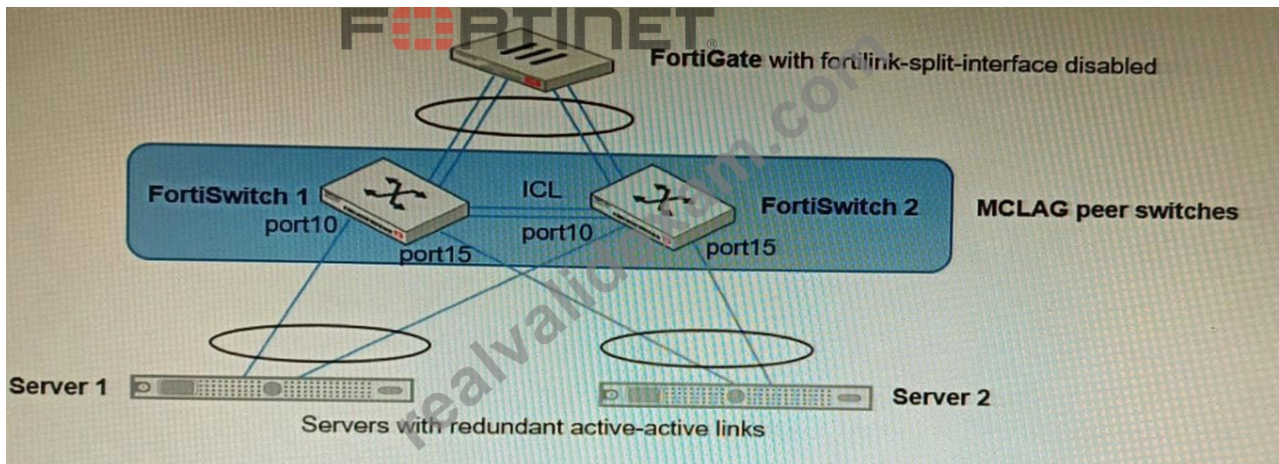 FORTINET
FortiGate with fortilink-split-interface disabled
FortiSwitch 1
ICL
FortiSwitch 2
MCLAG peer switches
port10
port10
port15
port15
realvalidexam.com
Server 1
Server 2
Servers with redundant active-active links